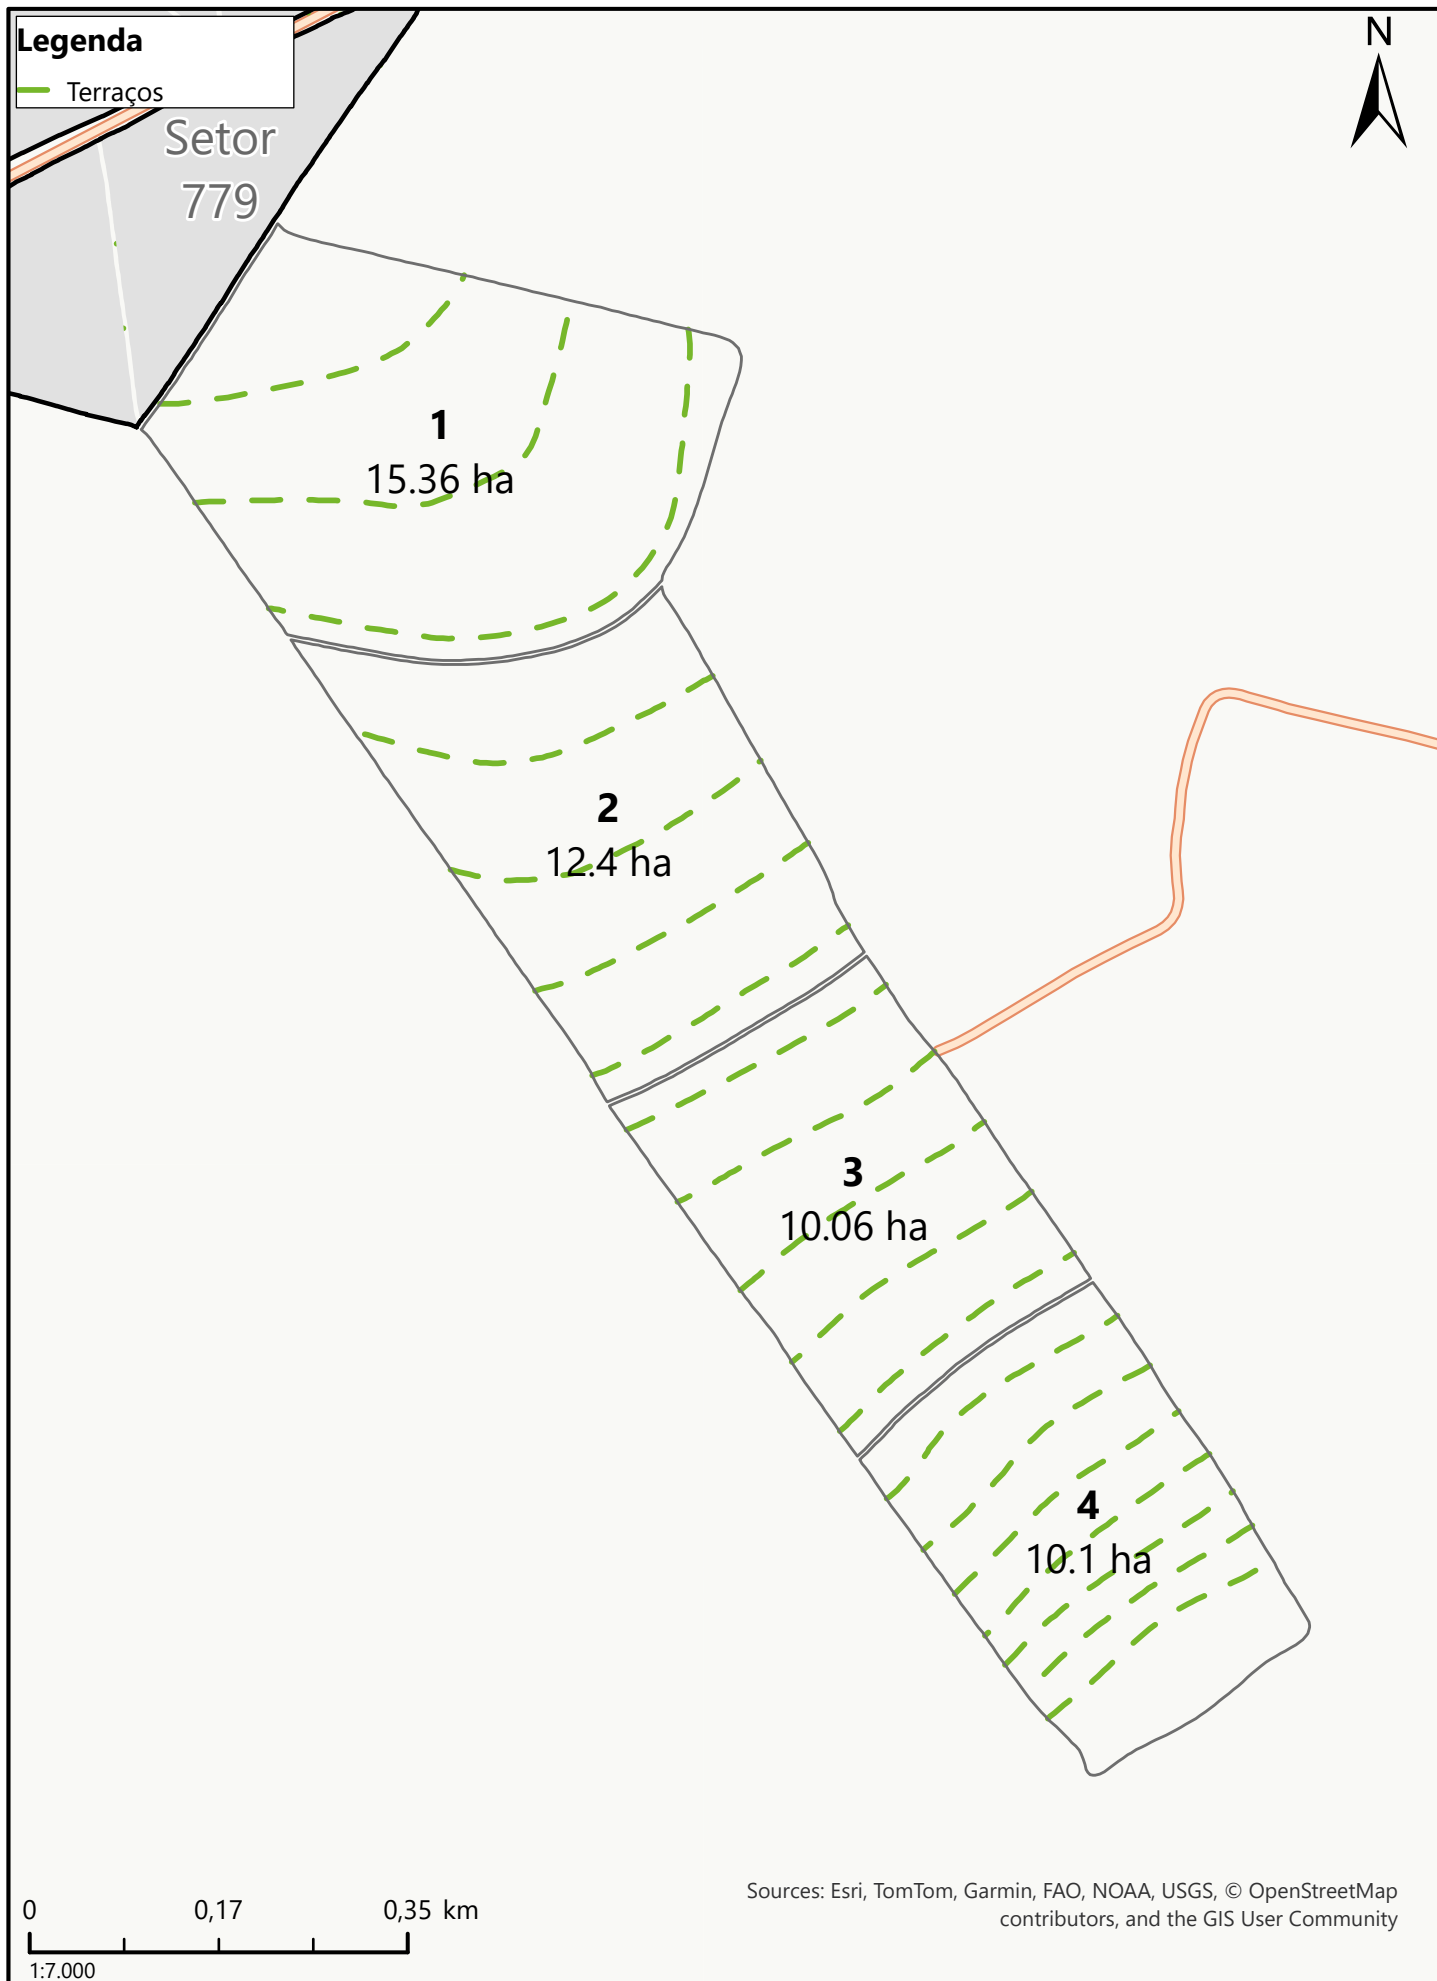 Legenda
Terraços
N
Setor
779
1
15.36 ha
2
12.4 ha
3
10.06 ha
4
10.1 ha
Sources: Esri, TomTom, Garmin, FAO, NOAA, USGS, © OpenStreetMap
contributors, and the GIS User Community
0 0,17 0,35 km
1:7.000